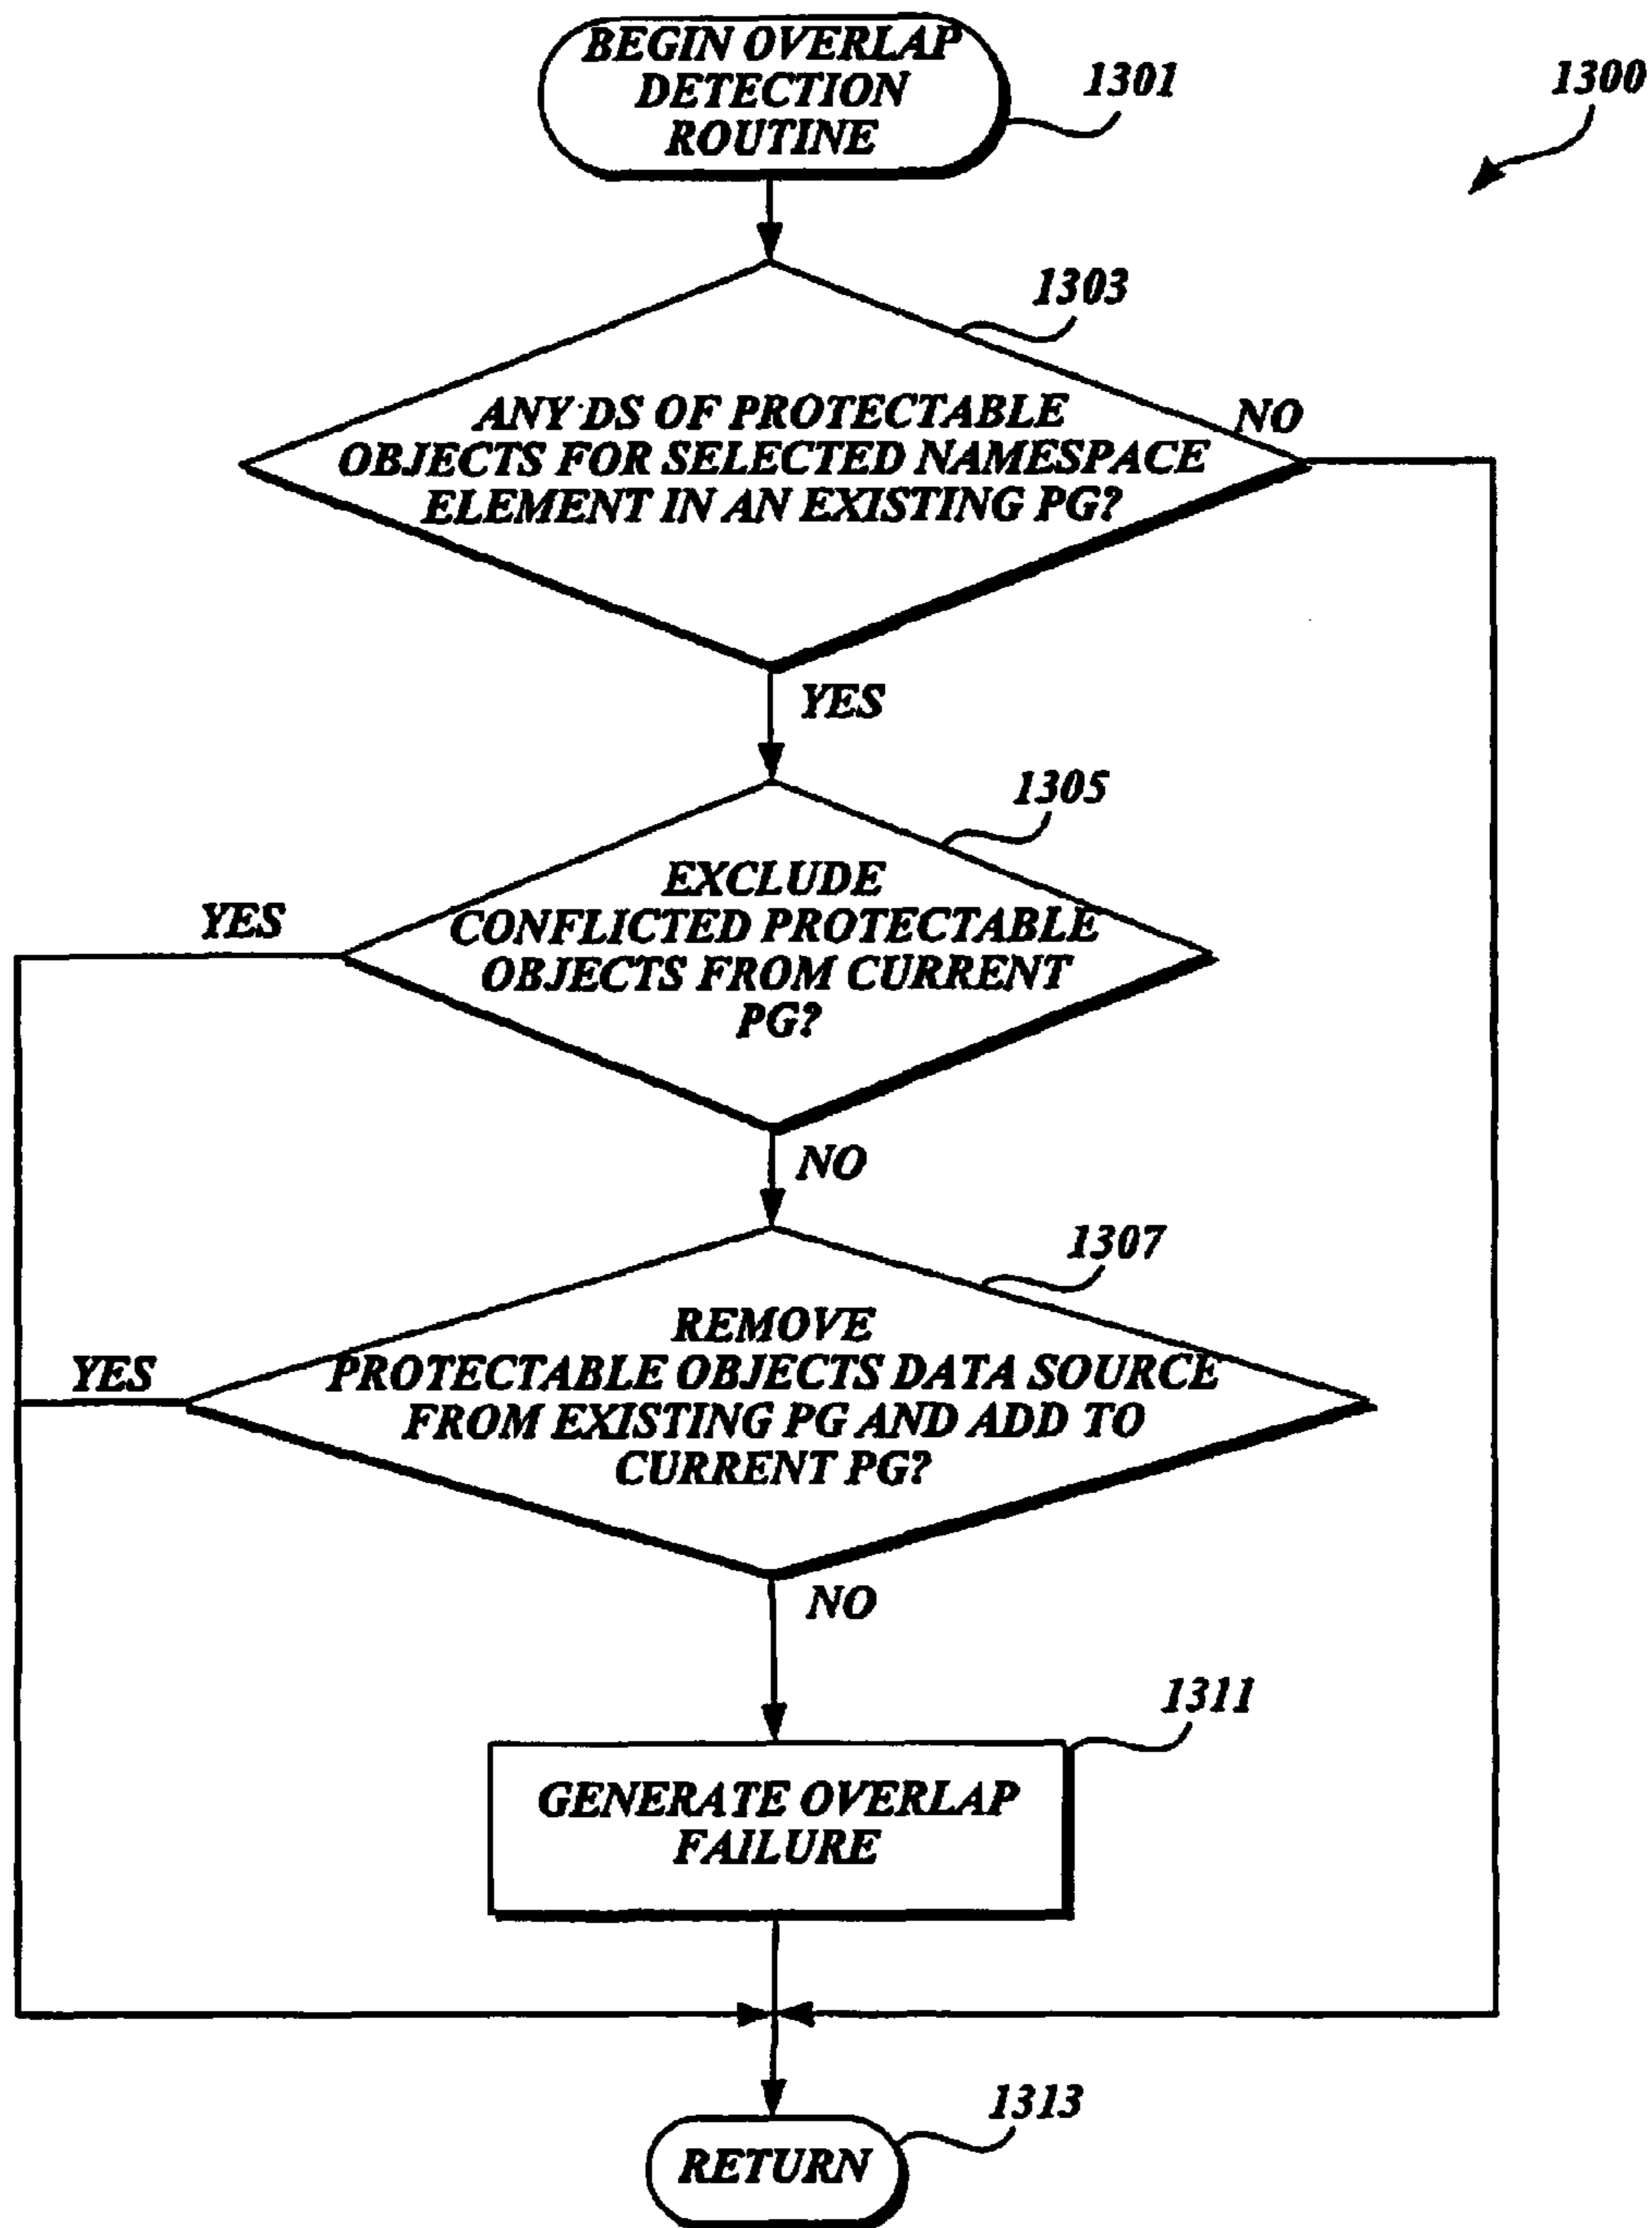 BEGIN OVERLAP
DETECTION
ROUTINE
1301
1300
1303
ANY DS OF PROTECTABLE
OBJECTS FOR SELECTED NAMESPACE
ELEMENT IN AN EXISTING PG?
NO
YES
1305
EXCLUDE
CONFLICTED PROTECTABLE
OBJECTS FROM CURRENT
PG?
YES
NO
1307
REMOVE
PROTECTABLE OBJECTS DATA SOURCE
FROM EXISTING PG AND ADD TO
CURRENT PG?
YES
NO
1311
GENERATE OVERLAP
FAILURE
1313
RETURN